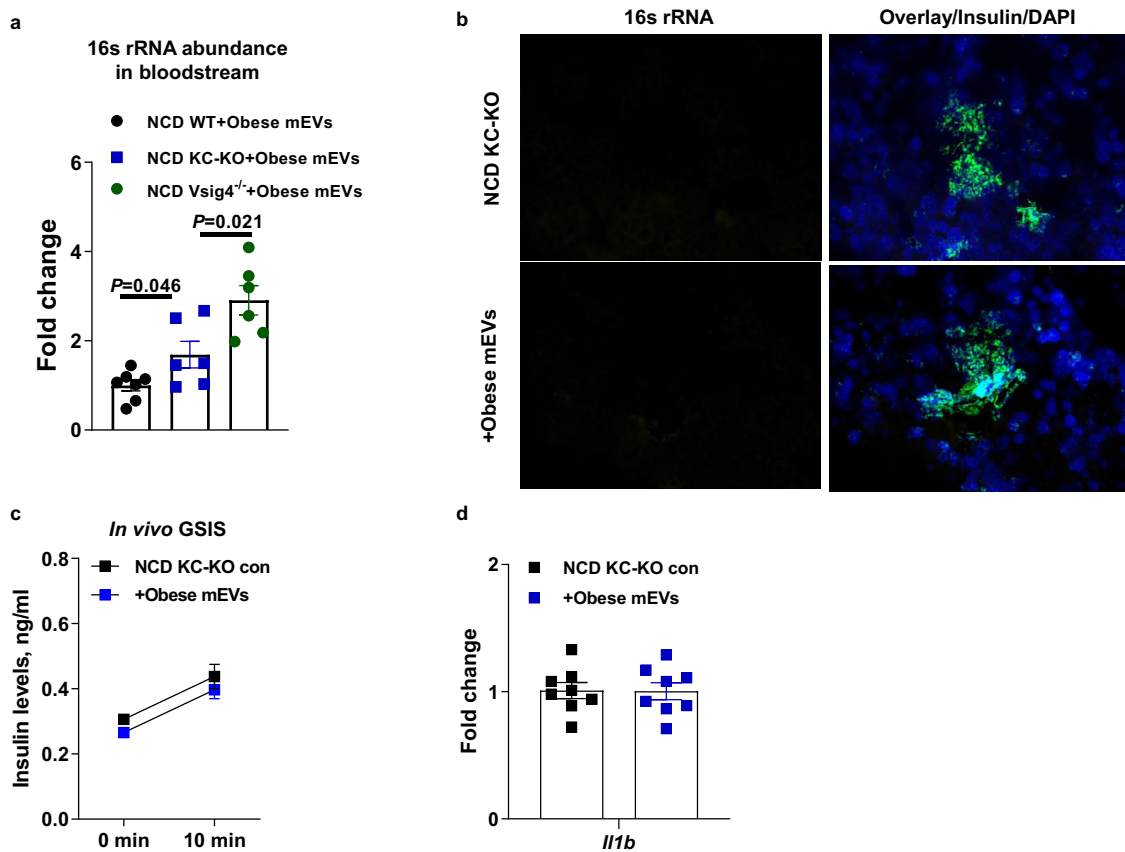 a
16s rRNA abundance
in bloodstream
NCD WT+Obese mEVs
NCD KC-KO+Obese mEVs
NCD Vsig4-/-+Obese mEVs
Fold change
6
4
2
0
P=0.046
P=0.021
b
16s rRNA
Overlay/Insulin/DAPI
NCD KC-KO
+Obese mEVs
c
In vivo GSIS
NCD KC-KO con
+Obese mEVs
Insulin levels, ng/ml
0.8
0.6
0.4
0.2
0.0
0 min
10 min
d
NCD KC-KO con
+Obese mEVs
Fold change
2
1
0
Il1b